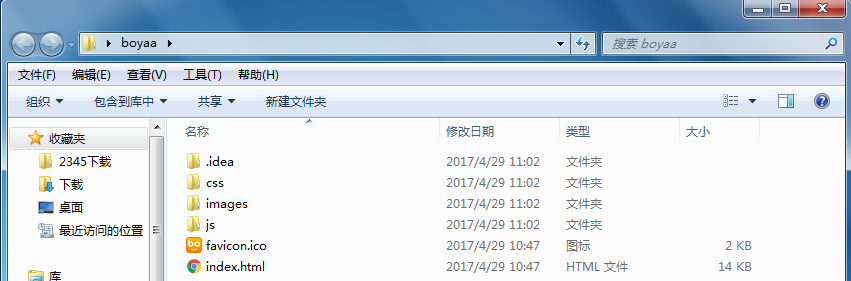 boyaa
搜索 boyaa
文件(F) 编辑(E) 查看(V) 工具(T) 帮助(H)
组织 包含到库中 共享 新建文件夹
收藏夹
2345下载
下载
桌面
最近访问的位置
库
名称 修改日期 类型 大小
.idea 2017/4/29 11:02 文件夹
css 2017/4/29 11:02 文件夹
images 2017/4/29 11:02 文件夹
js 2017/4/29 11:02 文件夹
bo favicon.ico 2017/4/29 10:47 图标 2 KB
index.html 2017/4/29 10:47 HTML 文件 14 KB